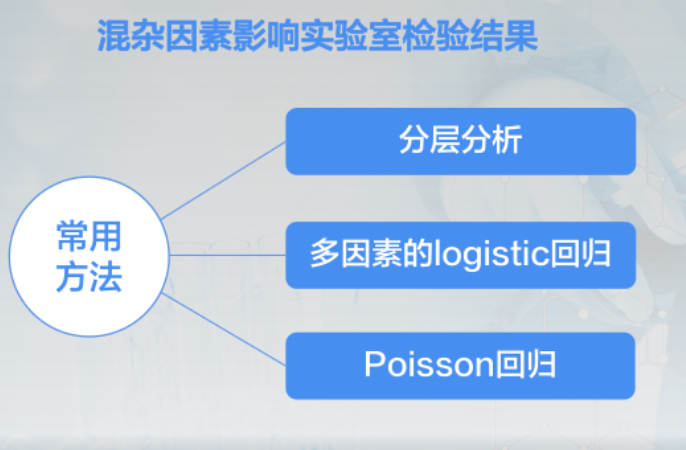 混杂因素影响实验室检验结果
常用
方法
分层分析
多因素的logistic回归
Poisson回归